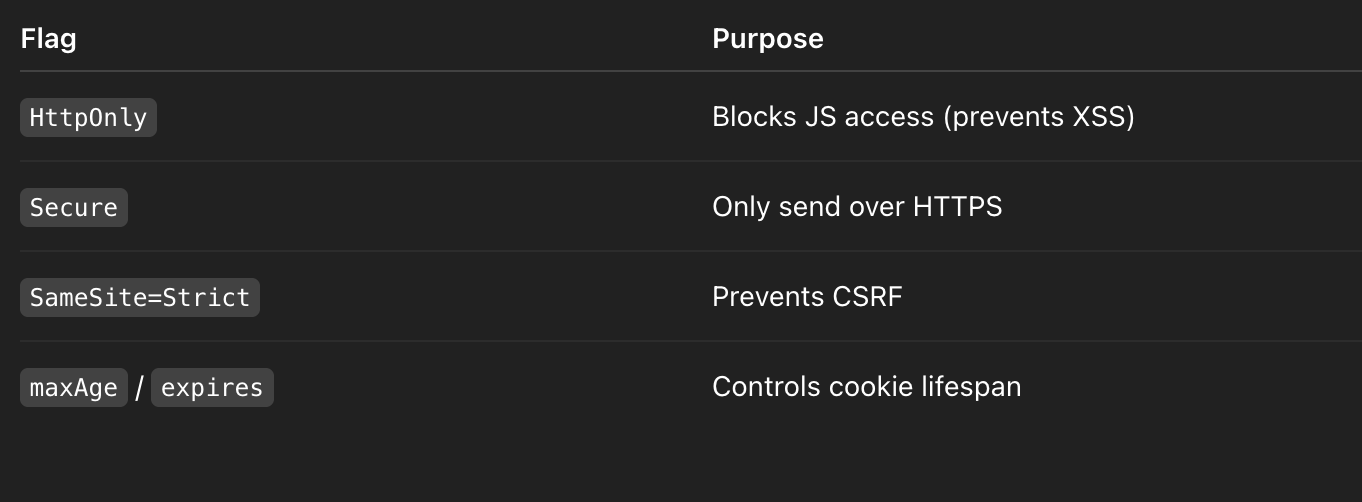 Flag Purpose
HttpOnly Blocks JS access (prevents XSS)
Secure Only send over HTTPS
SameSite=Strict Prevents CSRF
maxAge / expires Controls cookie lifespan